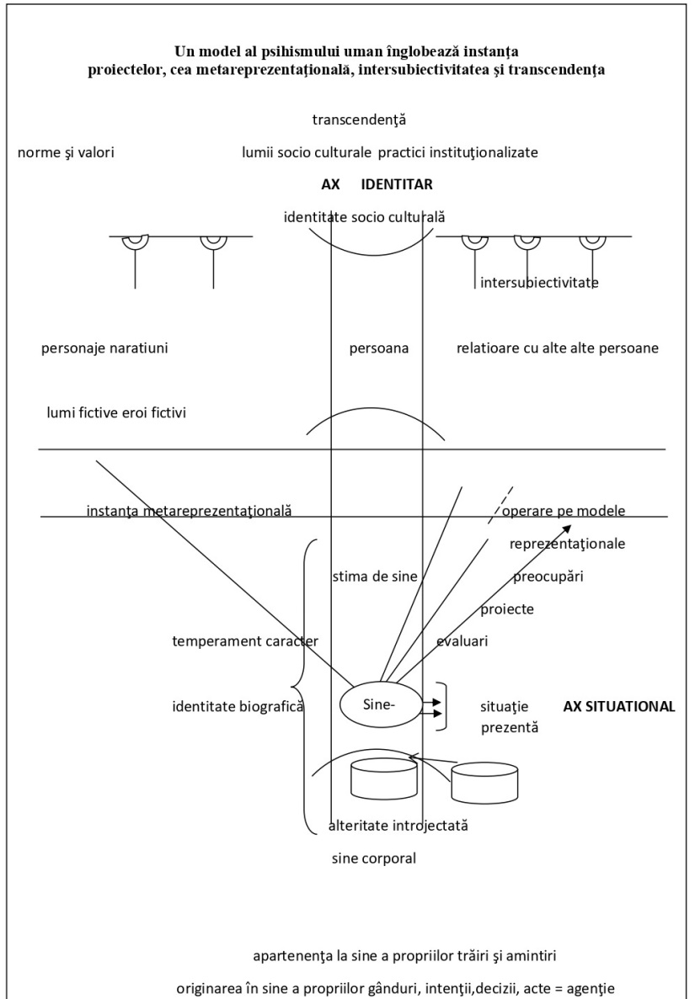 Un model al psihismului uman înglobează instanţa
proiectelor, cea metareprezentaţională, intersubiectivitatea şi transcendenţa
transcendenţă
norme şi valori lumii socio culturale practici instituţionalizate
AX IDENTITAR
identitate socio culturală
intersubiectivitate
personaje naratiuni persoana relatioare cu alte alte persoane
lumi fictive eroi fictivi
instanţa metareprezentaţională operare pe modele
reprezentaţionale
stima de sine preocupări
proiecte
temperament caracter evaluari
identitate biografică Sine- situaţie AX SITUATIONAL
prezentă
alteritate introjectată
sine corporal
apartenenţa la sine a propriilor trăiri şi amintiri
originarea în sine a propriilor gânduri, intenţii,decizii, acte = agenţie